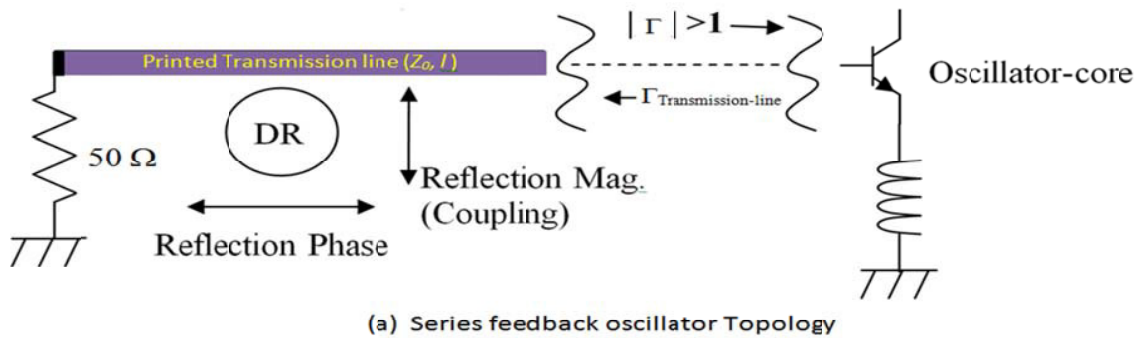 |Γ| >1
Printed Transmission line (Zo, l)
Oscillator-core
ΓTransmission-line
DR
50 Ω
Reflection Mag.
(Coupling)
Reflection Phase
(a) Series feedback oscillator Topology